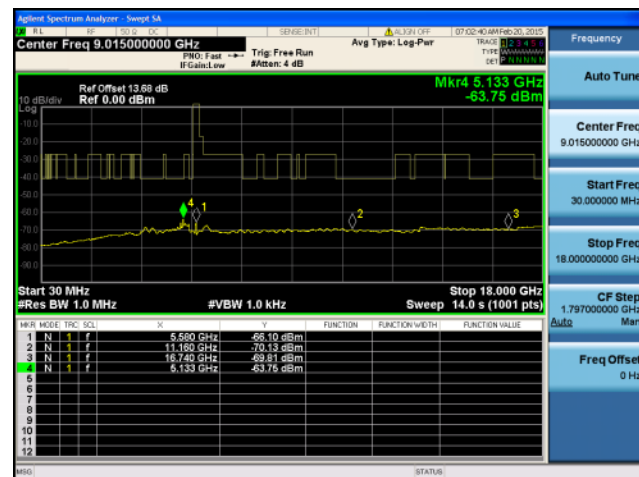 Agilent Spectrum Analyzer - Swept SA
RL RF 50 Ω DC SENSE:INT ALIGN OFF 07:02:40 AM Feb 20, 2015
Center Freq 9.015000000 GHz
PNO: Fast
IFGain:Low
Trig: Free Run
#Atten: 4 dB
Avg Type: Log-Pwr
TRACE 1 2 3 4 5 6
TYPE
DET P N N N N N
Ref Offset 13.68 dB
Ref 0.00 dBm
Mkr4 5.133 GHz
-63.75 dBm
10 dB/div
Log
-10.0
-20.0
-30.0
-40.0
-50.0
-60.0
-70.0
-80.0
-90.0
4
1
2
3
Start 30 MHz
Stop 18.000 GHz
#Res BW 1.0 MHz
#VBW 1.0 kHz
Sweep 14.0 s (1001 pts)
MKR MODE TRC SCL X Y FUNCTION FUNCTION WIDTH FUNCTION VALUE
1 N 1 f 5.580 GHz -66.10 dBm
2 N 1 f 11.160 GHz -70.13 dBm
3 N 1 f 16.740 GHz -69.81 dBm
4 N 1 f 5.133 GHz -63.75 dBm
5
6
7
8
9
10
11
12
MSG
STATUS
Frequency
Auto Tune
Center Freq
9.015000000 GHz
Start Freq
30.000000 MHz
Stop Freq
18.000000000 GHz
CF Step
1.797000000 GHz
Auto Man
Freq Offset
0 Hz